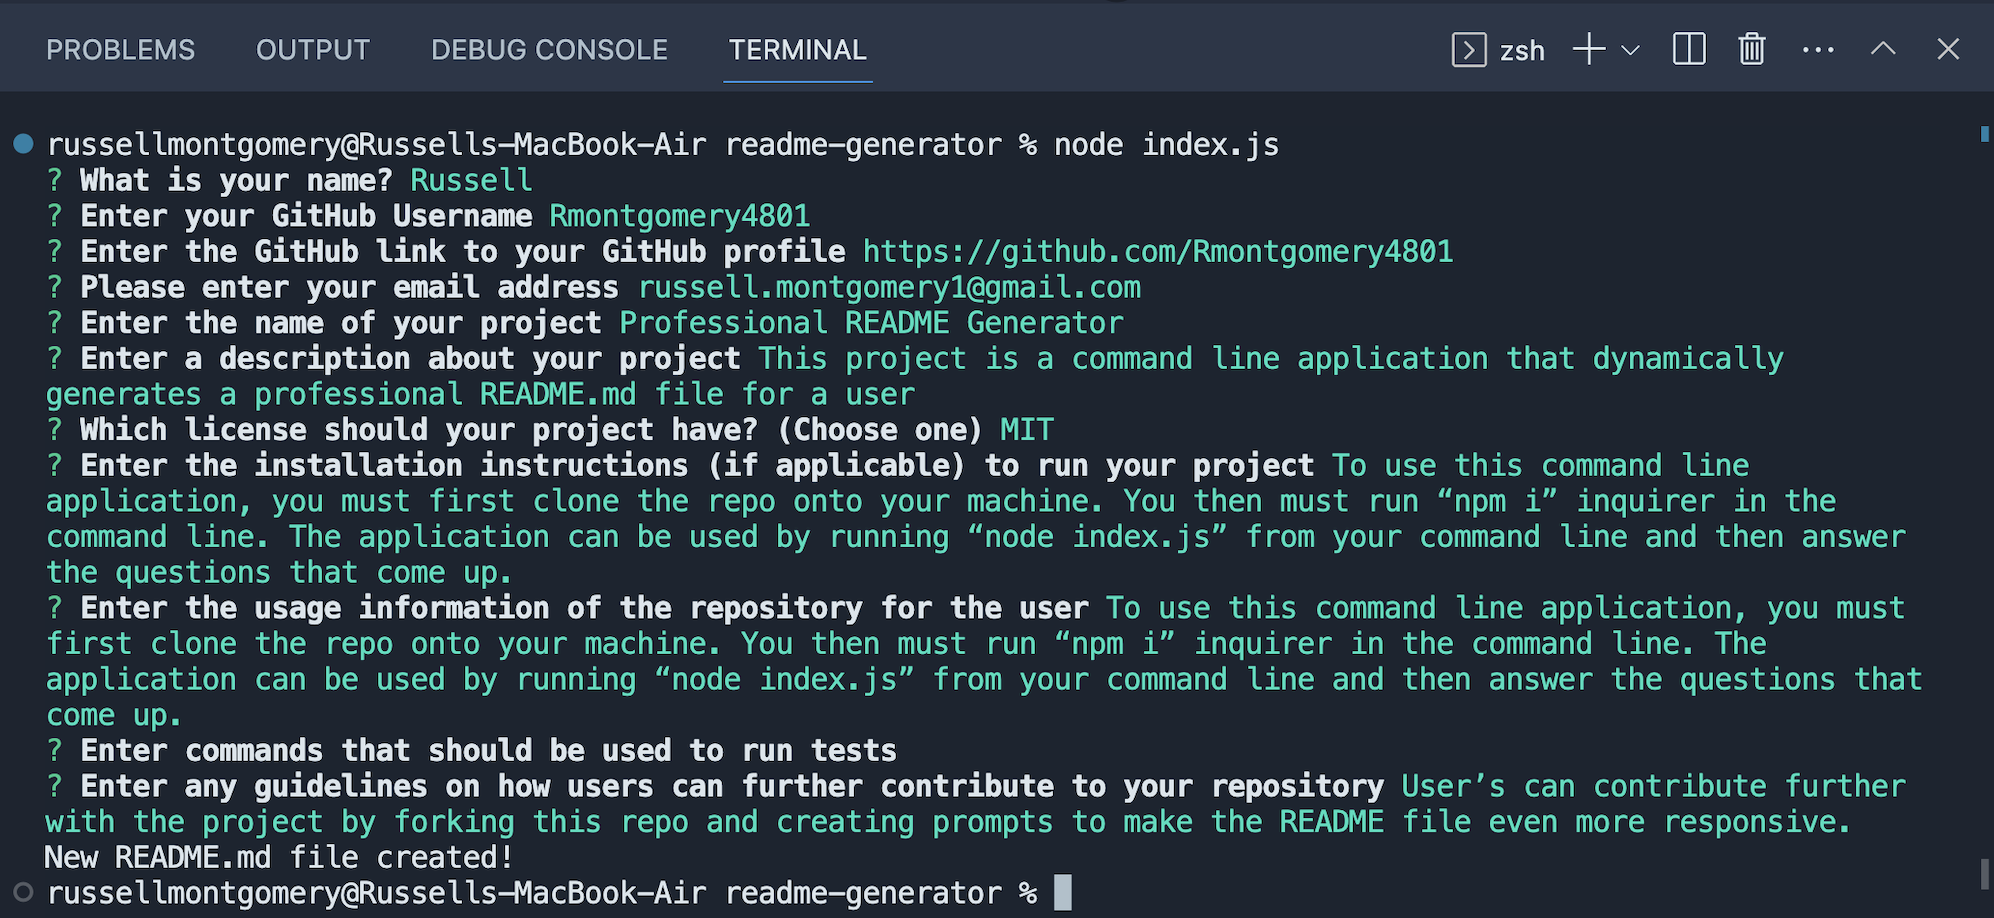 PROBLEMS OUTPUT DEBUG CONSOLE TERMINAL zsh
russellmontgomery@Russells-MacBook-Air readme-generator % node index.js
? What is your name? Russell
? Enter your GitHub Username Rmontgomery4801
? Enter the GitHub link to your GitHub profile https://github.com/Rmontgomery4801
? Please enter your email address russell.montgomery1@gmail.com
? Enter the name of your project Professional README Generator
? Enter a description about your project This project is a command line application that dynamically
generates a professional README.md file for a user
? Which license should your project have? (Choose one) MIT
? Enter the installation instructions (if applicable) to run your project To use this command line
application, you must first clone the repo onto your machine. You then must run “npm i” inquirer in the
command line. The application can be used by running “node index.js” from your command line and then answer
the questions that come up.
? Enter the usage information of the repository for the user To use this command line application, you must
first clone the repo onto your machine. You then must run “npm i” inquirer in the command line. The
application can be used by running “node index.js” from your command line and then answer the questions that
come up.
? Enter commands that should be used to run tests
? Enter any guidelines on how users can further contribute to your repository User’s can contribute further
with the project by forking this repo and creating prompts to make the README file even more responsive.
New README.md file created!
russellmontgomery@Russells-MacBook-Air readme-generator %